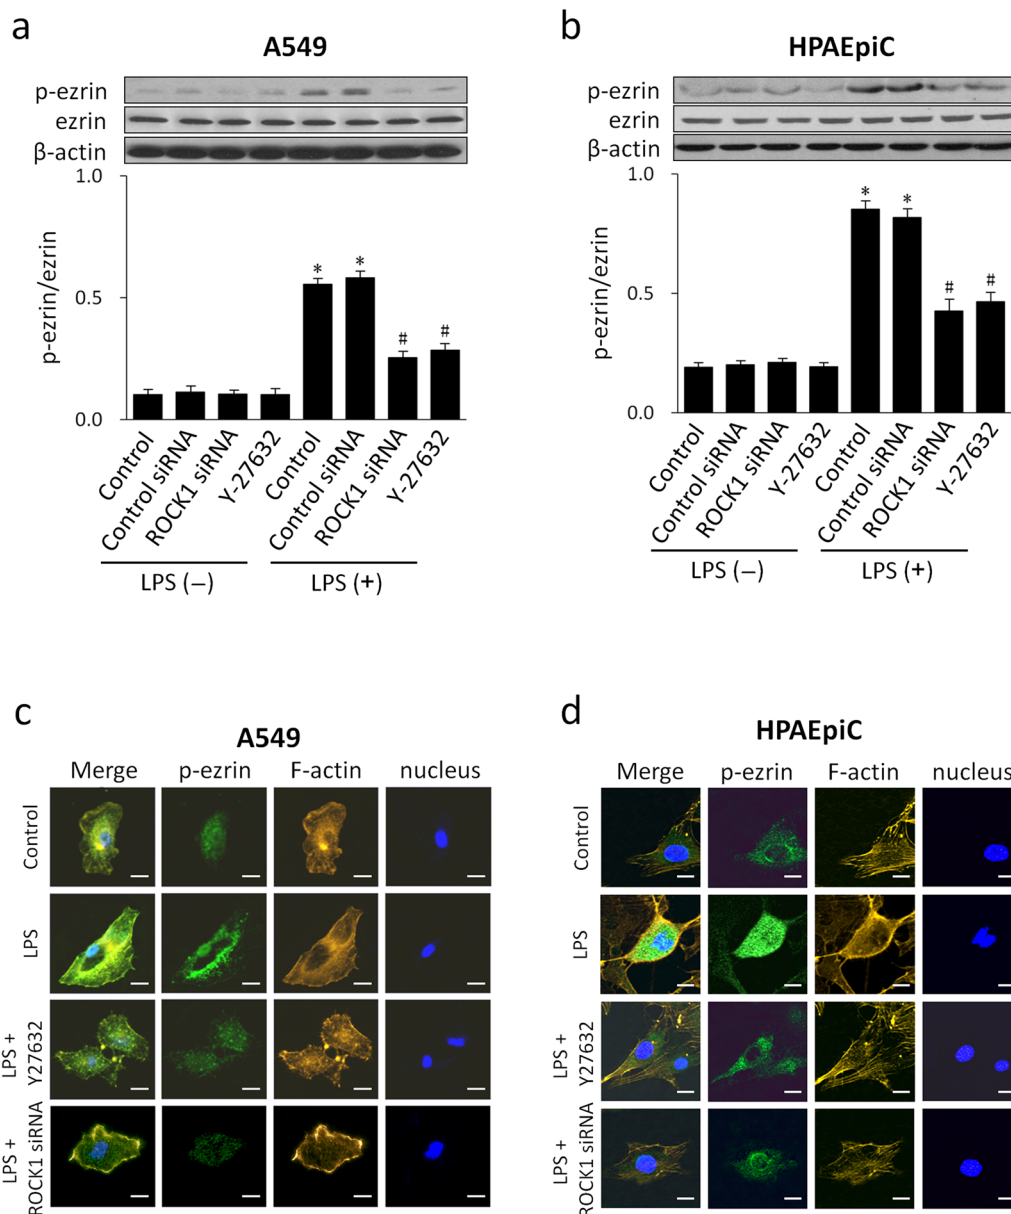 a
A549
p-ezrin
ezrin
β-actin
1.0
0.5
0.0
p-ezrin/ezrin
* * # #
Control
Control siRNA
ROCK1 siRNA
Y-27632
Control
Control siRNA
ROCK1 siRNA
Y-27632
LPS (−)
LPS (+)
b
HPAEpiC
p-ezrin
ezrin
β-actin
1.0
0.5
0.0
p-ezrin/ezrin
* * # #
Control
Control siRNA
ROCK1 siRNA
Y-27632
Control
Control siRNA
ROCK1 siRNA
Y-27632
LPS (−)
LPS (+)
c
A549
Merge p-ezrin F-actin nucleus
Control
LPS
LPS +
Y27632
LPS +
ROCK1 siRNA
d
HPAEpiC
Merge p-ezrin F-actin nucleus
Control
LPS
LPS +
Y27632
LPS +
ROCK1 siRNA